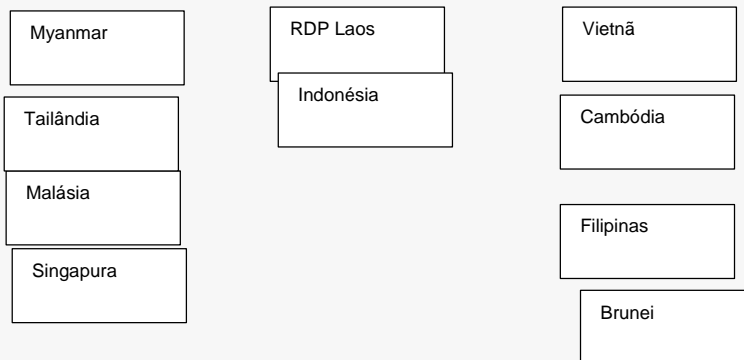 Myanmar
RDP Laos
Vietnã
Indonésia
Tailândia
Cambódia
Malásia
Filipinas
Singapura
Brunei